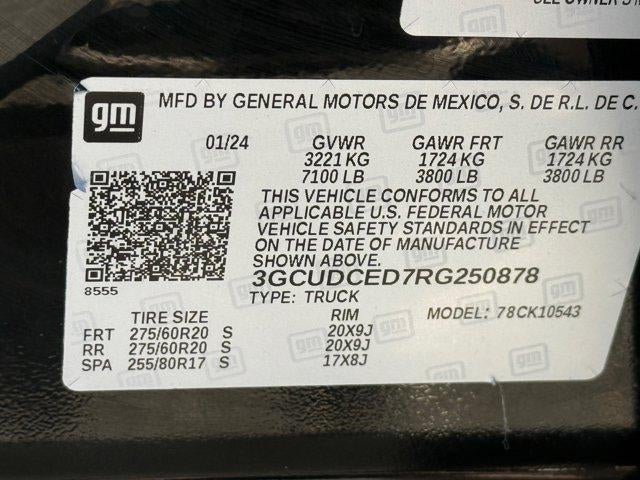 gm
MFD BY GENERAL MOTORS DE MEXICO, S. DE R.L. DE C.
01/24 GVWR GAWR FRT GAWR RR
3221 KG 1724 KG 1724 KG
7100 LB 3800 LB 3800 LB
THIS VEHICLE CONFORMS TO ALL
APPLICABLE U.S. FEDERAL MOTOR
VEHICLE SAFETY STANDARDS IN EFFECT
ON THE DATE OF MANUFACTURE
SHOWN ABOVE.
3GCUDCED7RG250878
8555
TYPE: TRUCK
TIRE SIZE RIM MODEL: 78CK10543
FRT 275/60R20 S 20X9J
RR 275/60R20 S 20X9J
SPA 255/80R17 S 17X8J